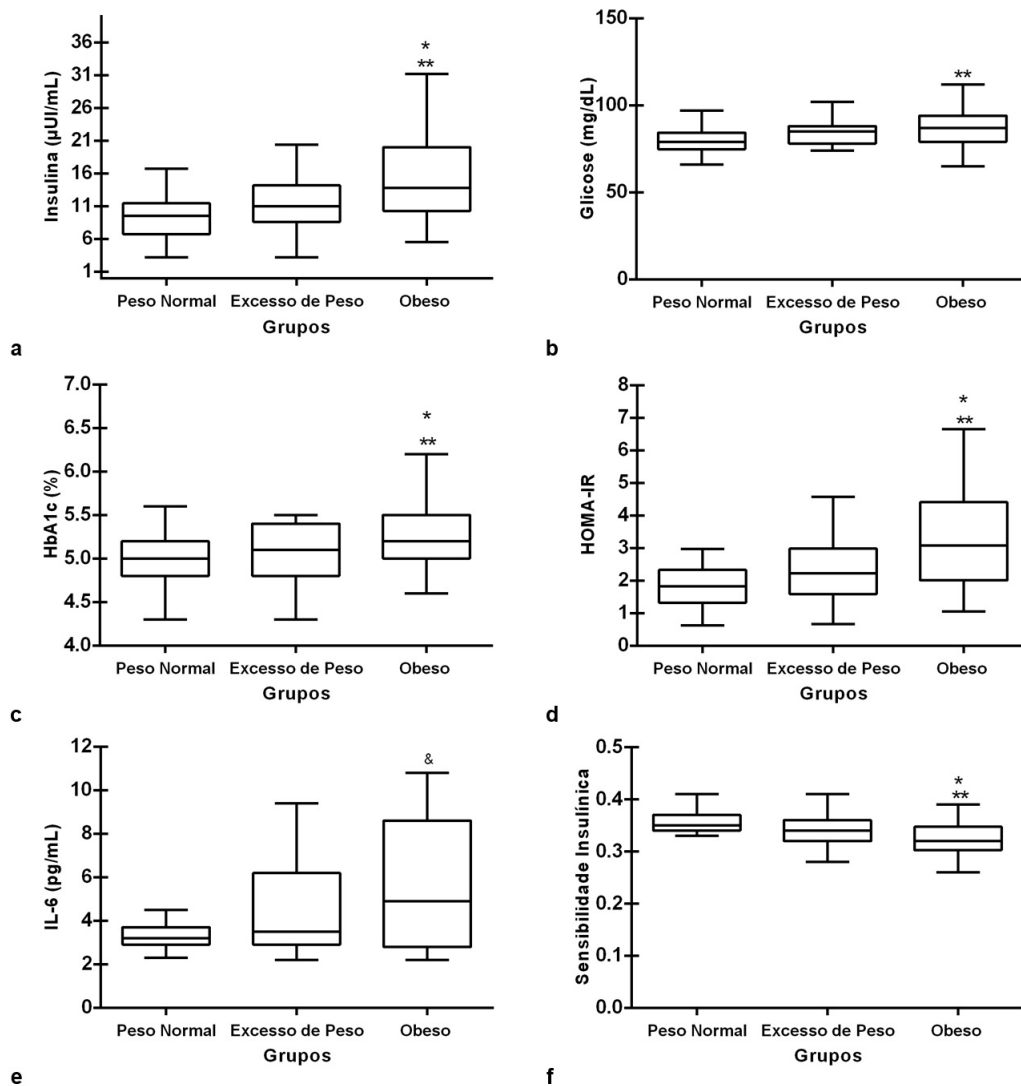 Insulina (µUI/mL)
36
31
26
21
16
11
6
1
*
**
Peso Normal Excesso de Peso Obeso
Grupos
a
Glicose (mg/dL)
150
100
50
0
**
Peso Normal Excesso de Peso Obeso
Grupos
b
HbA1c (%)
7.0
6.5
6.0
5.5
5.0
4.5
4.0
*
**
Peso Normal Excesso de Peso Obeso
Grupos
c
HOMA-IR
8
7
6
5
4
3
2
1
0
*
**
Peso Normal Excesso de Peso Obeso
Grupos
d
IL-6 (pg/mL)
12
10
8
6
4
2
0
&
Peso Normal Excesso de Peso Obeso
Grupos
e
Sensibilidade Insulínica
0.5
0.4
0.3
0.2
0.1
0.0
*
**
Peso Normal Excesso de Peso Obeso
Grupos
f